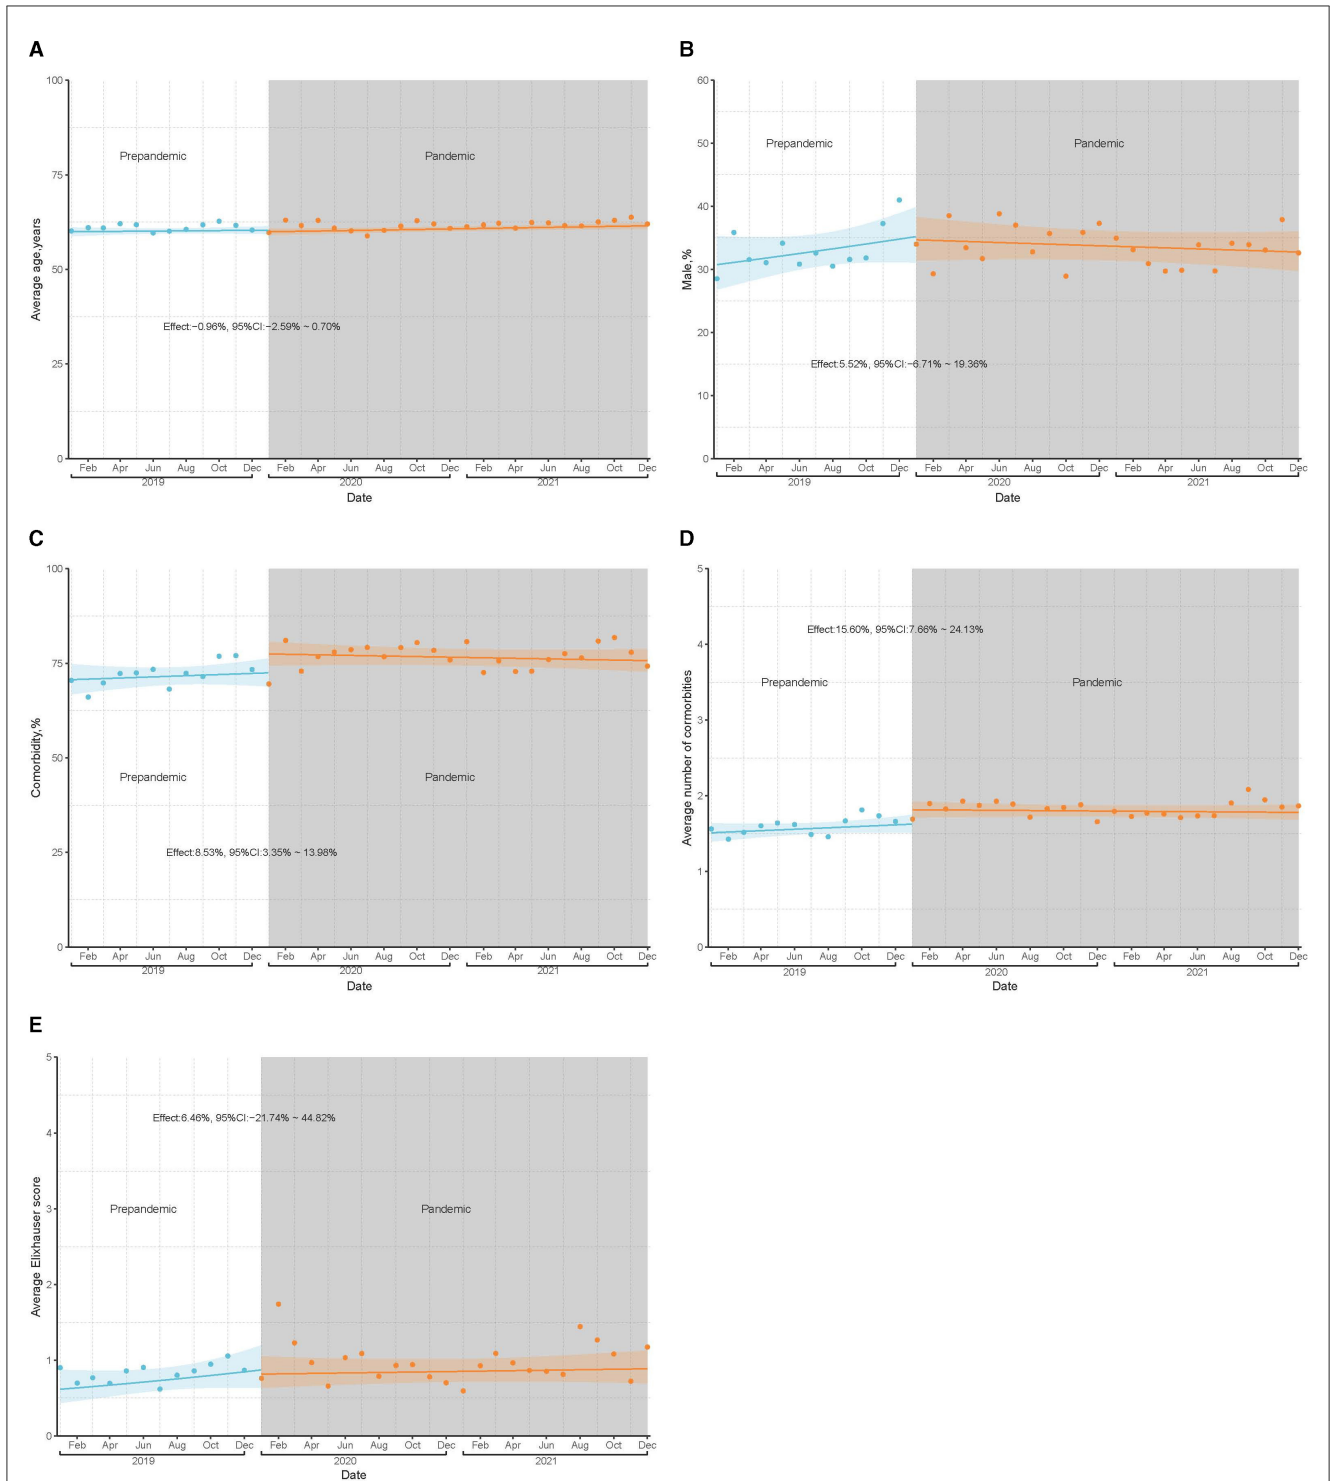 A
Average age,years
100
75
50
25
0
Prepandemic
Pandemic
Effect:−0.96%, 95%CI:−2.59% ~ 0.70%
Feb Apr Jun Aug Oct Dec Feb Apr Jun Aug Oct Dec Feb Apr Jun Aug Oct Dec
2019 2020 2021
Date
B
Male,%
60
50
40
30
20
10
0
Prepandemic
Pandemic
Effect:5.52%, 95%CI:−6.71% ~ 19.36%
Feb Apr Jun Aug Oct Dec Feb Apr Jun Aug Oct Dec Feb Apr Jun Aug Oct Dec
2019 2020 2021
Date
C
Comorbidity,%
100
75
50
25
0
Prepandemic
Pandemic
Effect:8.53%, 95%CI:3.35% ~ 13.98%
Feb Apr Jun Aug Oct Dec Feb Apr Jun Aug Oct Dec Feb Apr Jun Aug Oct Dec
2019 2020 2021
Date
D
Average number of cormorbities
5
4
3
2
1
0
Effect:15.60%, 95%CI:7.66% ~ 24.13%
Prepandemic
Pandemic
Feb Apr Jun Aug Oct Dec Feb Apr Jun Aug Oct Dec Feb Apr Jun Aug Oct Dec
2019 2020 2021
Date
E
Average Elixhauser score
5
4
3
2
1
0
Effect:6.46%, 95%CI:−21.74% ~ 44.82%
Prepandemic
Pandemic
Feb Apr Jun Aug Oct Dec Feb Apr Jun Aug Oct Dec Feb Apr Jun Aug Oct Dec
2019 2020 2021
Date